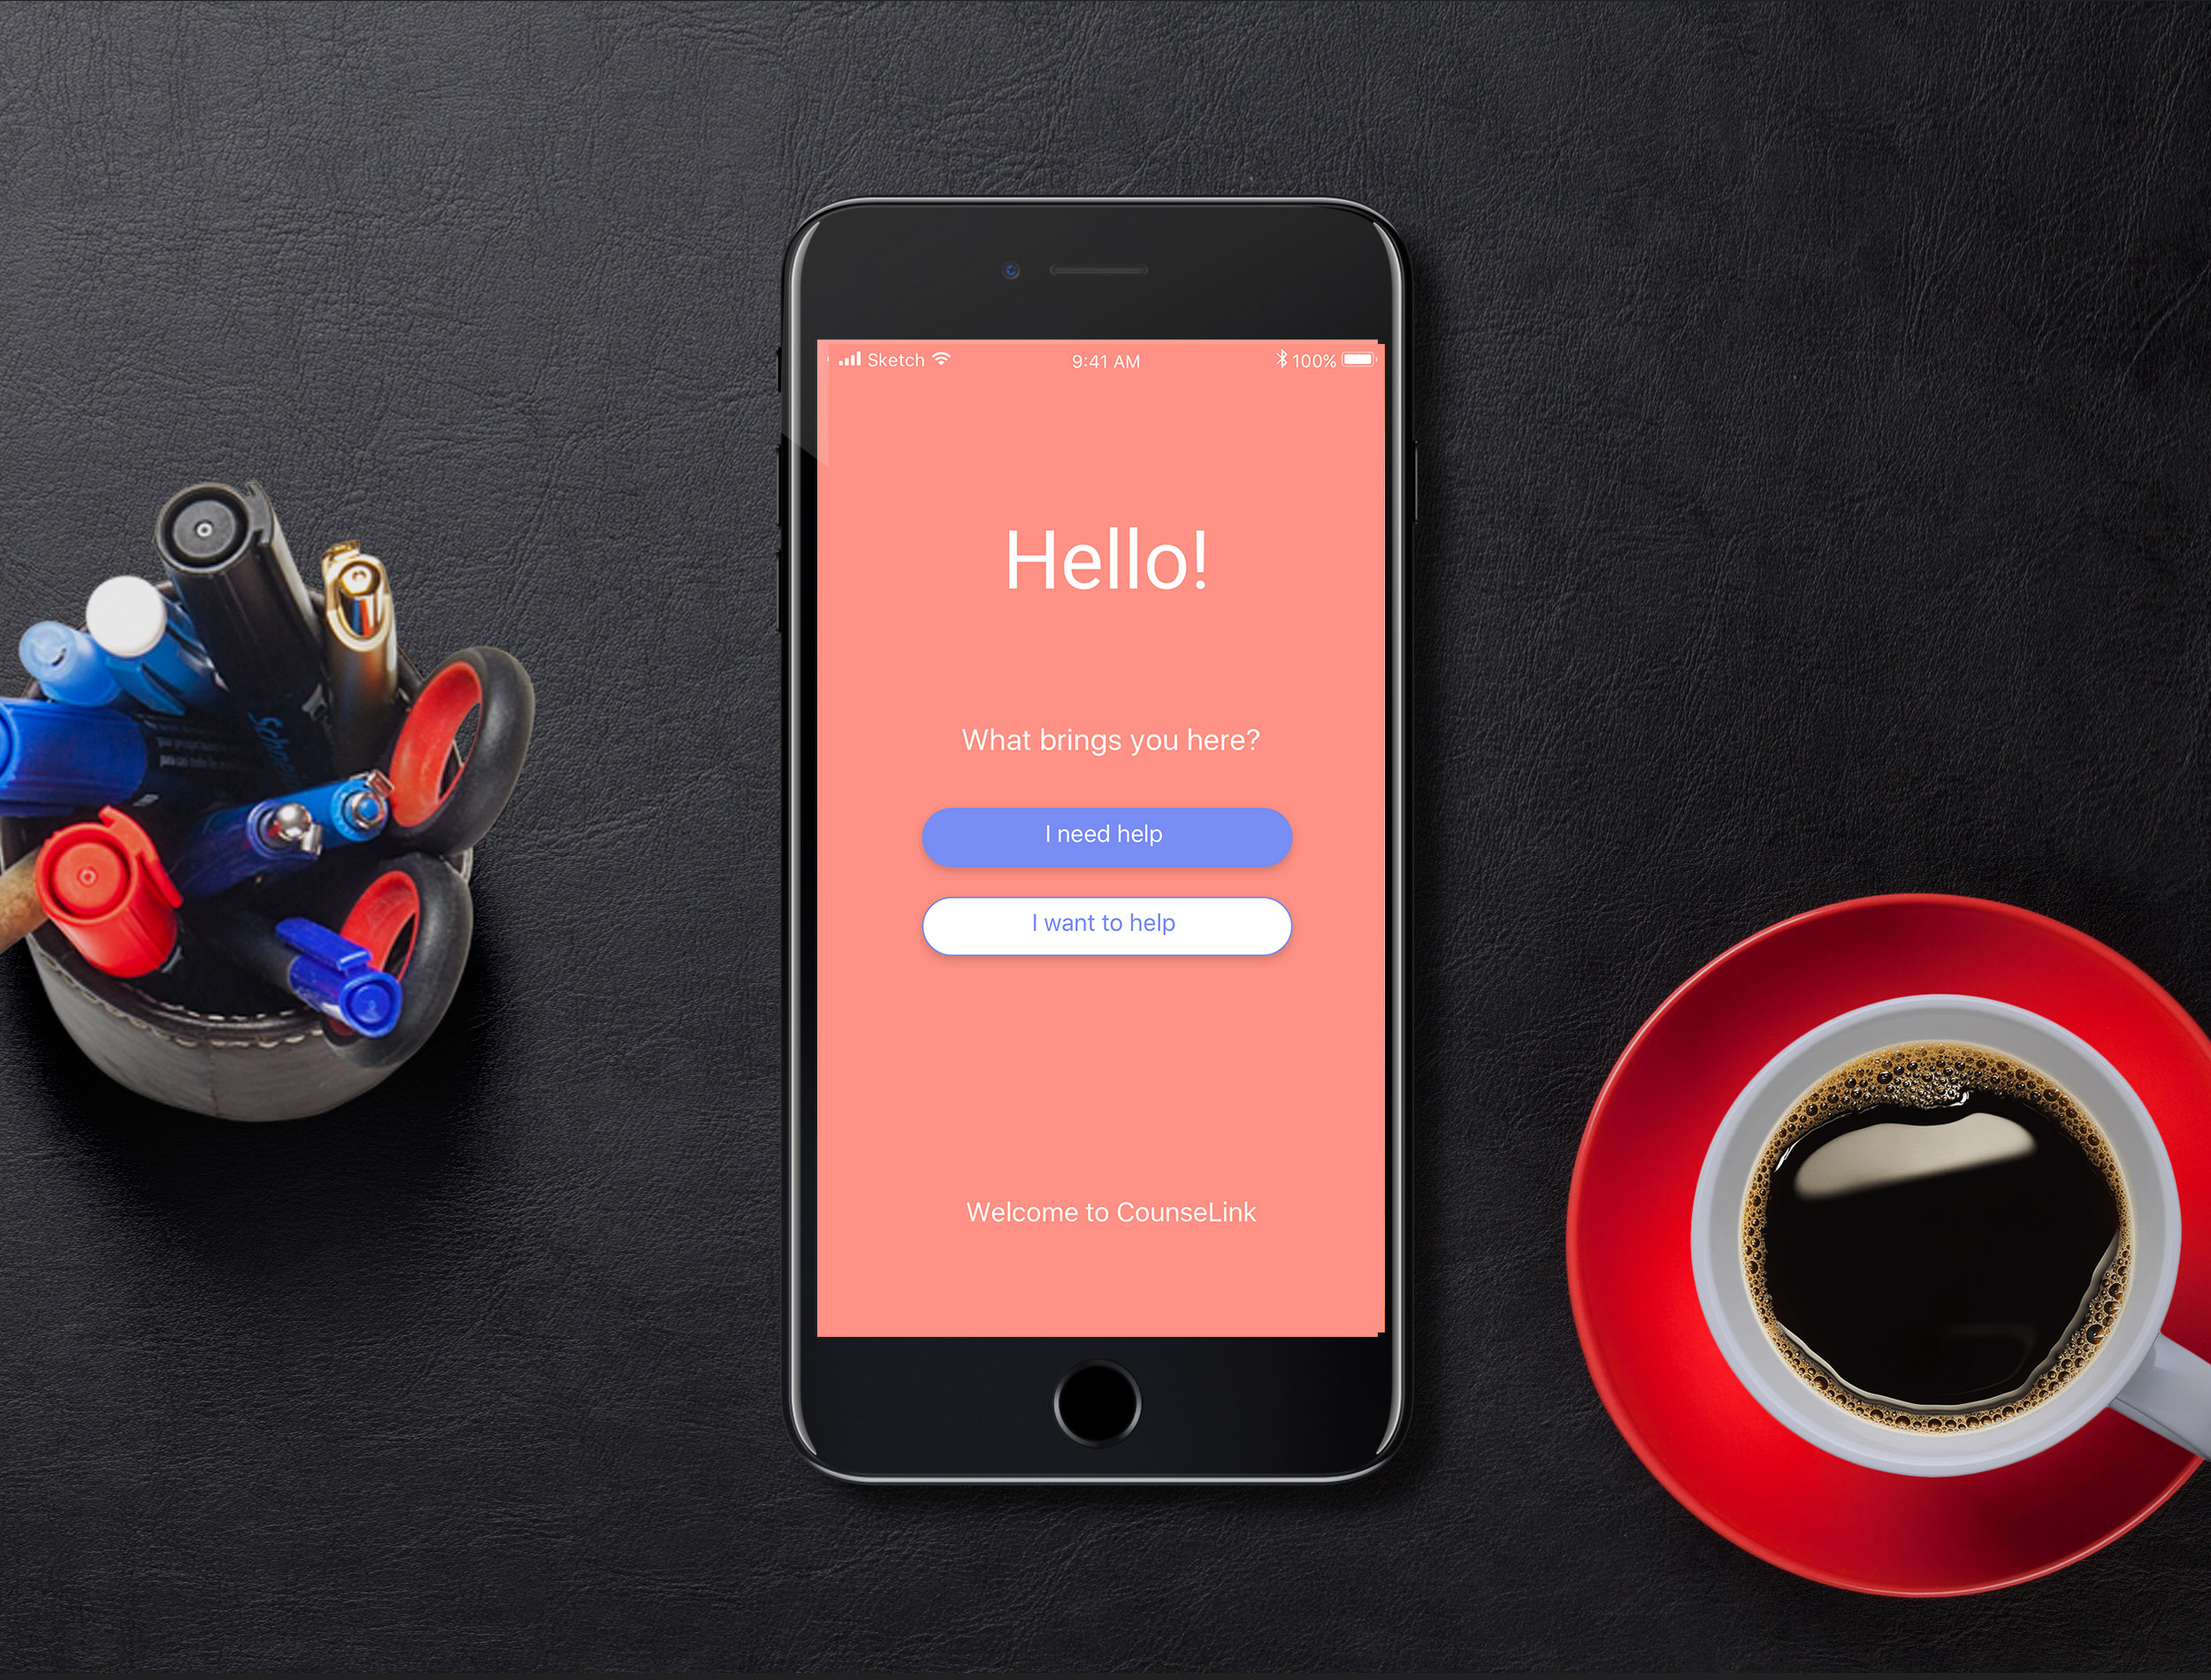 Sketch 9:41 AM 100%
Hello!
What brings you here?
I need help
I want to help
Welcome to CounseLink